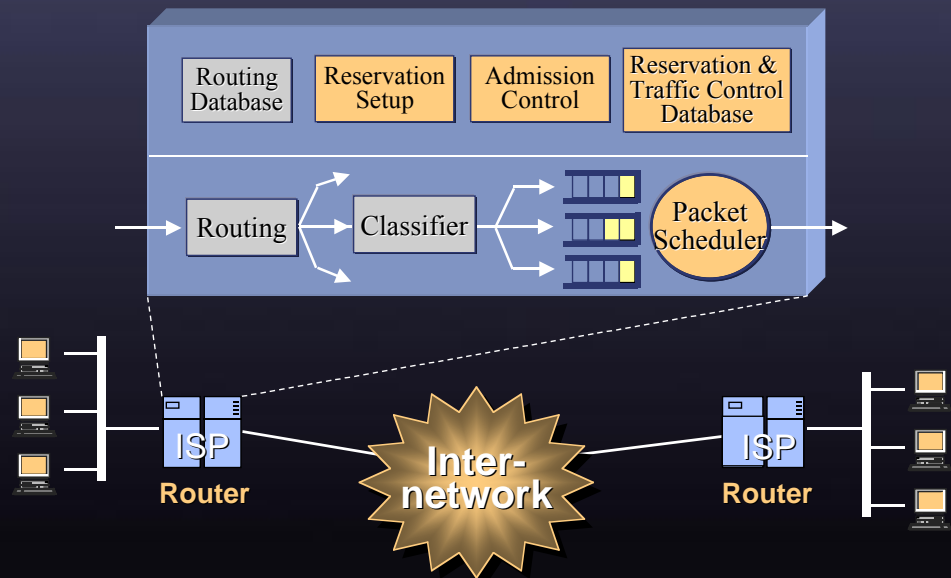 Routing
Database
Reservation
Setup
Admission
Control
Reservation &
Traffic Control
Database
Routing
Classifier
Packet
Scheduler
ISP
Router
Inter-
network
ISP
Router